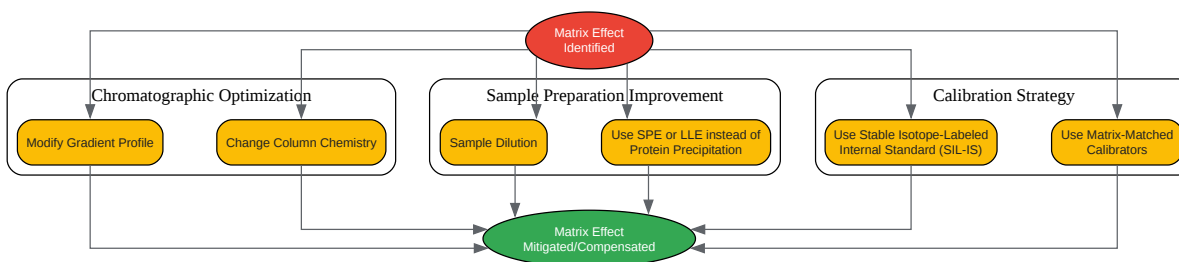 Matrix Effect
Identified
Chromatographic Optimization
Sample Preparation Improvement
Calibration Strategy
Modify Gradient Profile
Change Column Chemistry
Sample Dilution
Use SPE or LLE instead of
Protein Precipitation
Use Stable Isotope-Labeled
Internal Standard (SIL-IS)
Use Matrix-Matched
Calibrators
Matrix Effect
Mitigated/Compensated